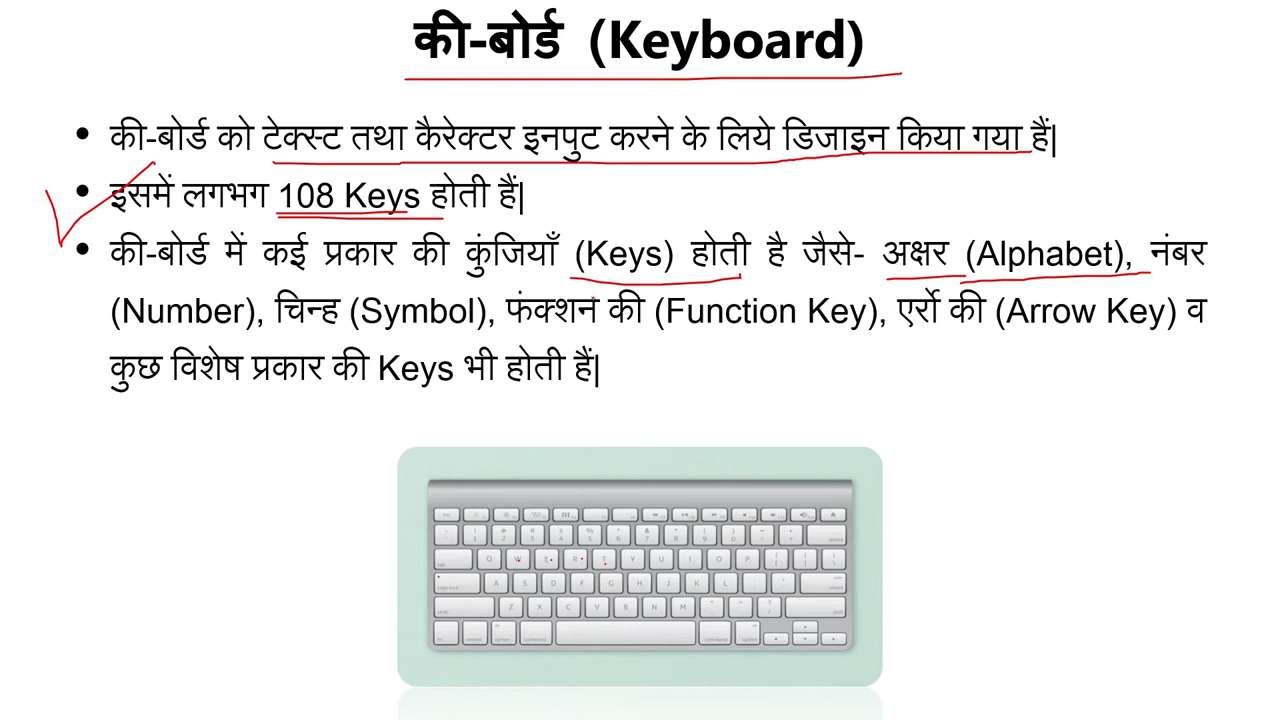 की-बोर्ड (Keyboard)
• की-बोर्ड को टेक्स्ट तथा कैरेक्टर इनपुट करने के लिये डिजाइन किया गया हैं|
• इसमें लगभग 108 Keys होती हैं|
• की-बोर्ड में कई प्रकार की कुंजियाँ (Keys) होती है जैसे- अक्षर (Alphabet), नंबर
(Number), चिन्ह (Symbol), फंक्शन की (Function Key), एर्रो की (Arrow Key) व
कुछ विशेष प्रकार की Keys भी होती हैं|
Q W E R T Y U I O P
A S D F G H J K L
Z X C V B N M